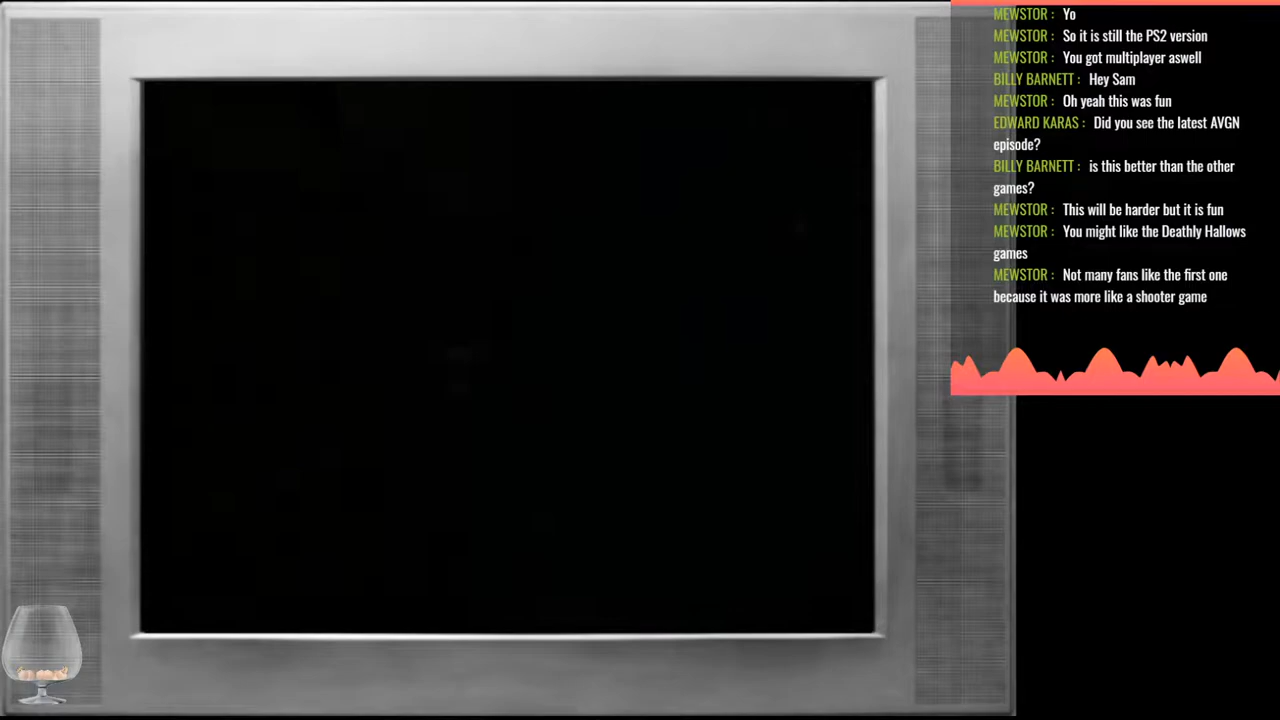 MEWSTOR : Yo
MEWSTOR : So it is still the PS2 version
MEWSTOR : You got multiplayer aswell
BILLY BARNETT : Hey Sam
MEWSTOR : Oh yeah this was fun
EDWARD KARAS : Did you see the latest AVGN
episode?
BILLY BARNETT : is this better than the other
games?
MEWSTOR : This will be harder but it is fun
MEWSTOR : You might like the Deathly Hallows
games
MEWSTOR : Not many fans like the first one
because it was more like a shooter game